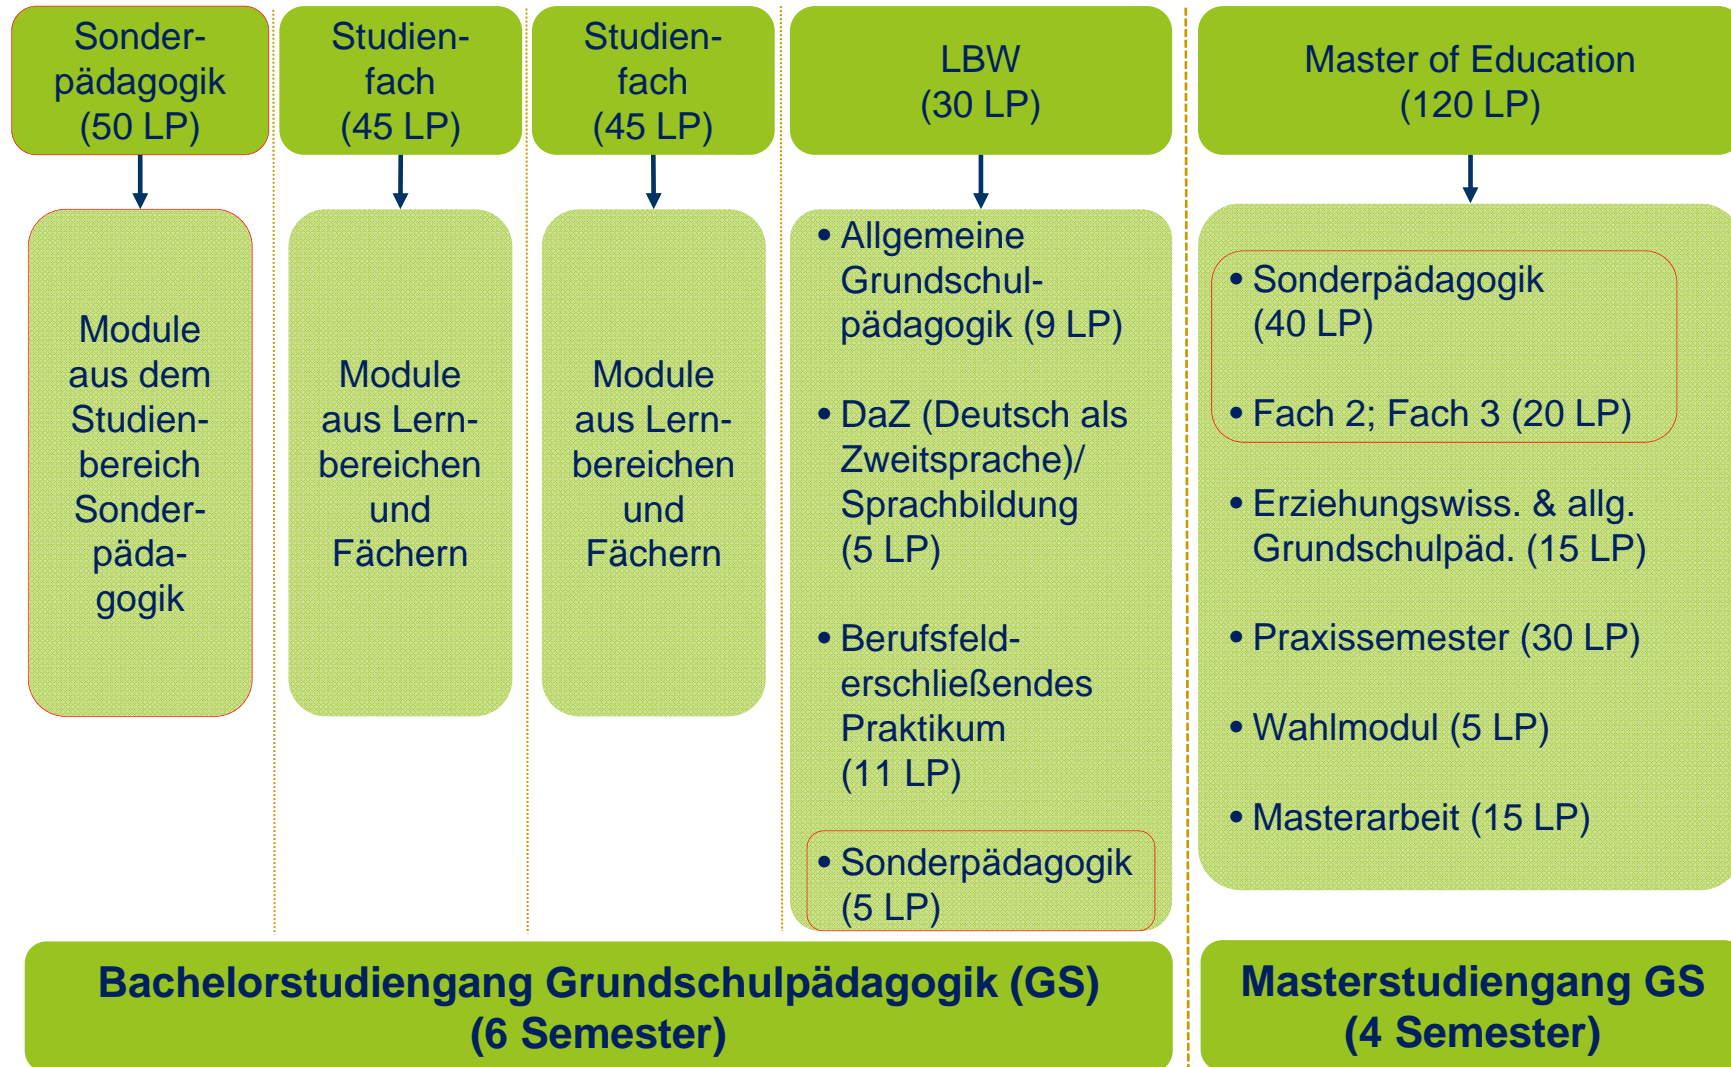 Sonder-
pädagogik
(50 LP)
Studien-
fach
(45 LP)
Studien-
fach
(45 LP)
LBW
(30 LP)
Master of Education
(120 LP)
Module
aus dem
Studien-
bereich
Sonder-
päda-
gogik
Module
aus Lern-
bereichen
und
Fächern
Module
aus Lern-
bereichen
und
Fächern
• Allgemeine
Grundschul-
pädagogik (9 LP)
• DaZ (Deutsch als
Zweitsprache)/
Sprachbildung
(5 LP)
• Berufsfeld-
erschließendes
Praktikum
(11 LP)
• Sonderpädagogik
(5 LP)
• Sonderpädagogik
(40 LP)
• Fach 2; Fach 3 (20 LP)
• Erziehungswiss. & allg.
Grundschulpäd. (15 LP)
• Praxissemester (30 LP)
• Wahlmodul (5 LP)
• Masterarbeit (15 LP)
Bachelorstudiengang Grundschulpädagogik (GS)
(6 Semester)
Masterstudiengang GS
(4 Semester)